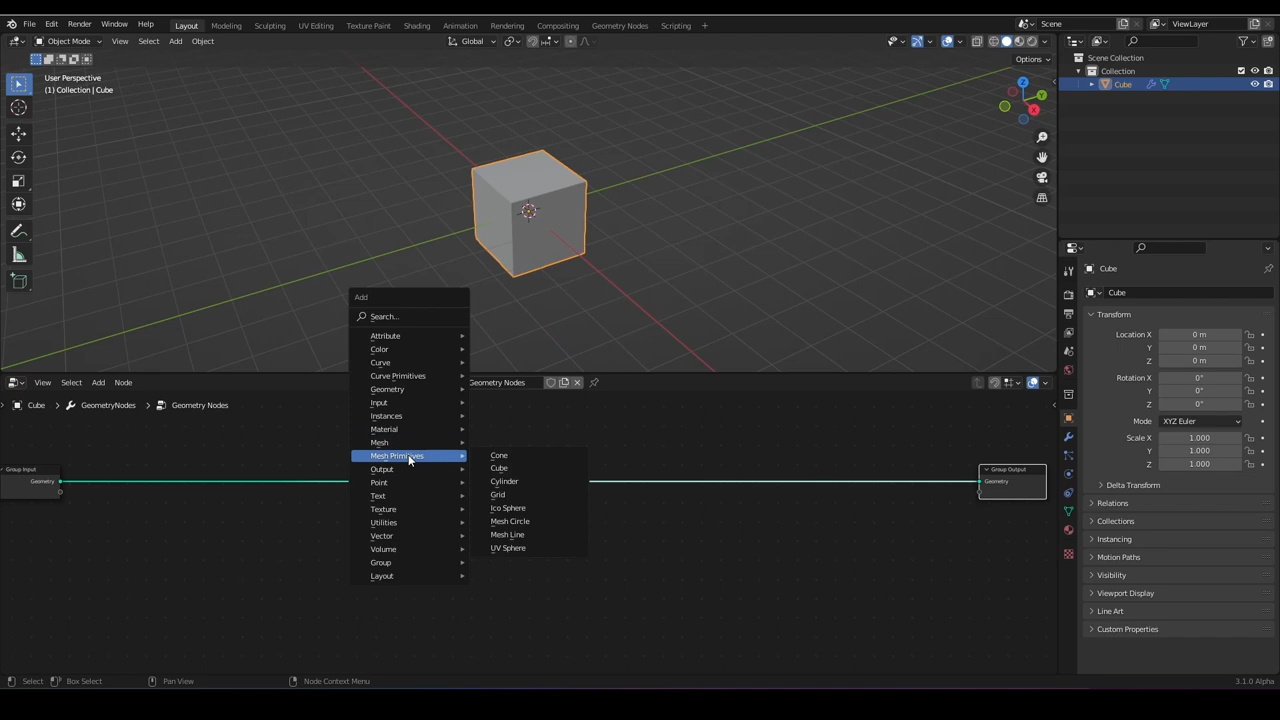 File Edit Render Window Help Layout Modeling Sculpting UV Editing Texture Paint Shading Animation Rendering Compositing Geometry Nodes Scripting + Scene ViewLayer
Object Mode View Select Add Object Global
Options
User Perspective
(1) Collection | Cube
Z
Y
X
Scene Collection
Collection
Cube
Cube
Cube
Transform
Location X 0 m
Y 0 m
Z 0 m
Rotation X 0°
Y 0°
Z 0°
Mode XYZ Euler
Scale X 1.000
Y 1.000
Z 1.000
Delta Transform
Relations
Collections
Instancing
Motion Paths
Visibility
Viewport Display
Line Art
Custom Properties
Add
Search...
Attribute
Color
Curve
Curve Primitives
Geometry
Input
Instances
Material
Mesh
Mesh Primitives
Output
Point
Text
Texture
Utilities
Vector
Volume
Group
Layout
Cone
Cube
Cylinder
Grid
Ico Sphere
Mesh Circle
Mesh Line
UV Sphere
View Select Add Node Geometry Nodes
Cube GeometryNodes Geometry Nodes
Group Input
Geometry
Group Output
Geometry
Select Box Select Pan View Node Context Menu 3.1.0 Alpha